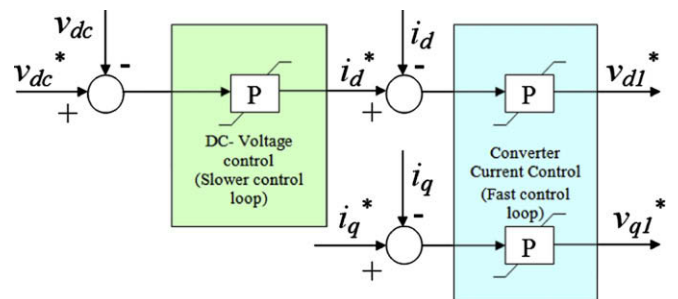 v_dc
i_d
v_dc* - i_d* - v_d1*
P P
+ +
DC- Voltage
control
(Slower control
loop)
Converter
Current Control
(Fast control
loop)
i_q
i_q* - v_q1*
P
+